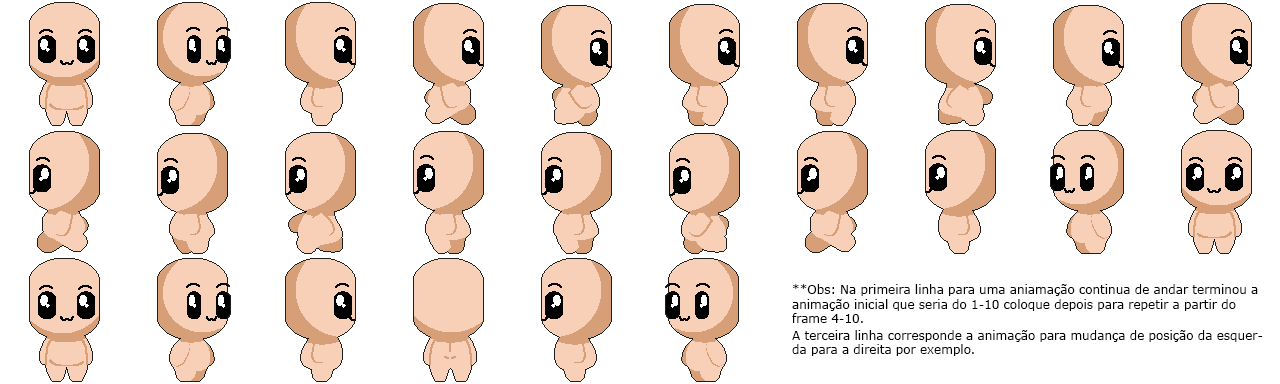 **Obs: Na primeira linha para uma aniamação continua de andar terminou a
animação inicial que seria do 1-10 coloque depois para repetir a partir do
frame 4-10.
A terceira linha corresponde a animação para mudança de posição da esquer-
da para a direita por exemplo.